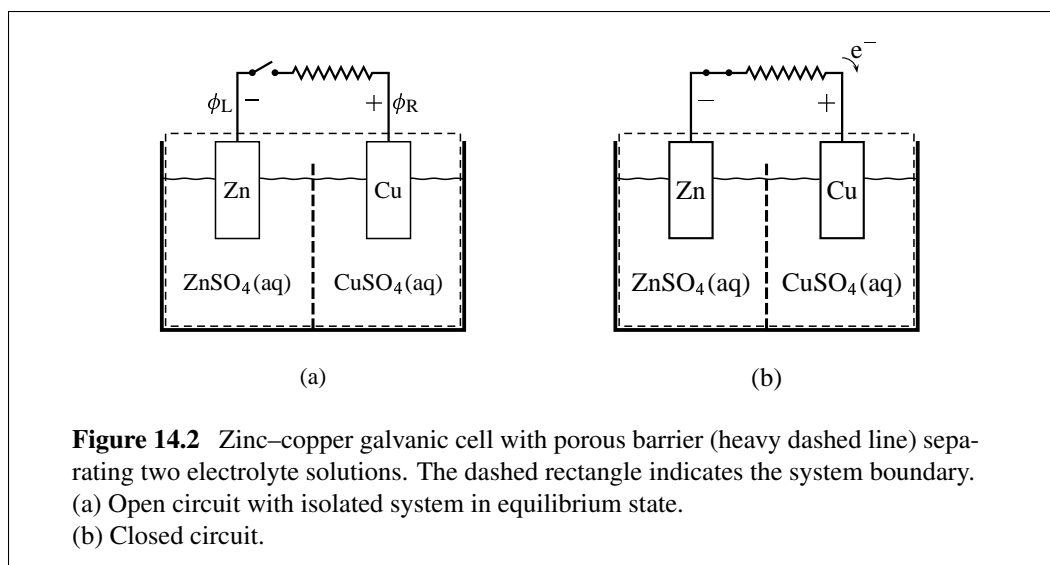 e⁻
ϕL − + ϕR − +
Zn Cu Zn Cu
ZnSO₄(aq) CuSO₄(aq) ZnSO₄(aq) CuSO₄(aq)
(a) (b)
Figure 14.2 Zinc–copper galvanic cell with porous barrier (heavy dashed line) sepa-
rating two electrolyte solutions. The dashed rectangle indicates the system boundary.
(a) Open circuit with isolated system in equilibrium state.
(b) Closed circuit.